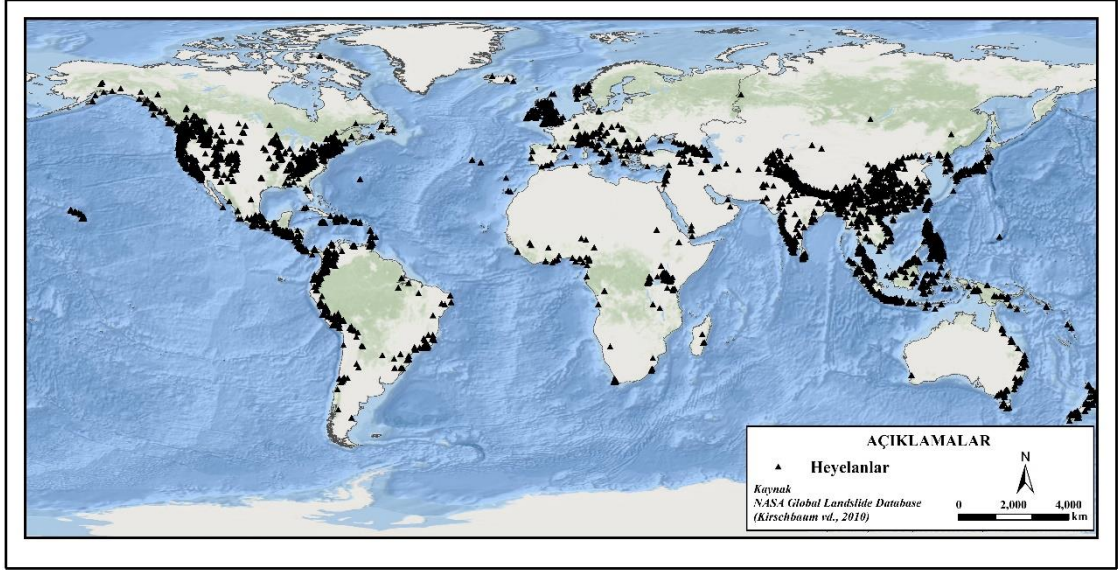 AÇIKLAMALAR
Heyelanlar
N
Kaynak
NASA Global Landslide Database
(Kirschbaum vd., 2010)
0 2,000 4,000
km